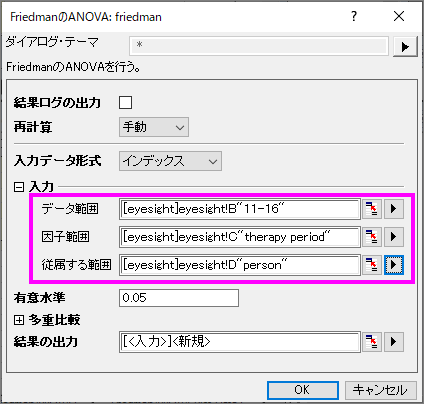 FriedmanのANOVA: friedman
ダイアログ・テーマ *
FriedmanのANOVAを行う。
結果ログの出力
再計算 手動
入力データ形式 インデックス
入力
データ範囲 [eyesight]eyesight!B"11-16"
因子範囲 [eyesight]eyesight!C"therapy period"
従属する範囲 [eyesight]eyesight!D"person"
有意水準 0.05
多重比較
結果の出力 [<入力>]<新規>
OK キャンセル